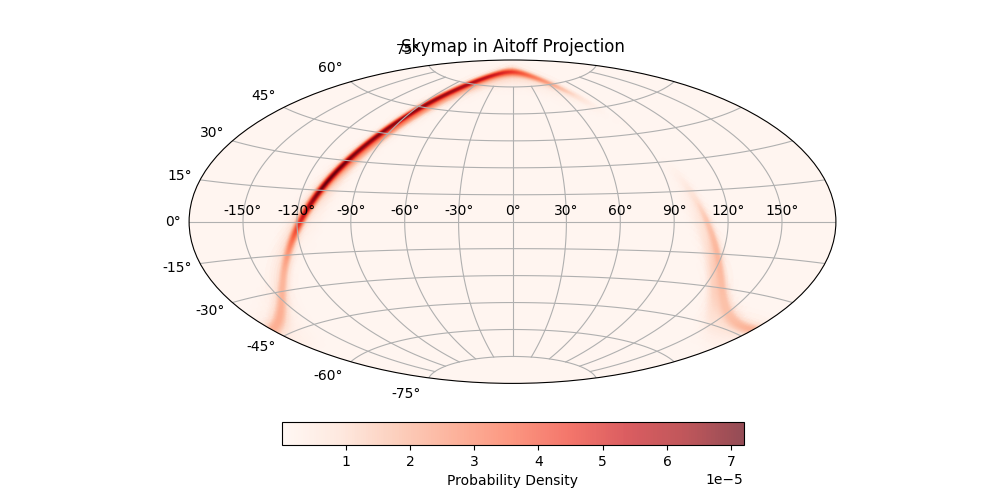 Skymap in Aitoff Projection
75°
60°
45°
30°
15°
-150° -120° -90° -60° -30° 0° 30° 60° 90° 120° 150°
0°
-15°
-30°
-45°
-60°
-75°
1 2 3 4 5 6 7
1e−5
Probability Density